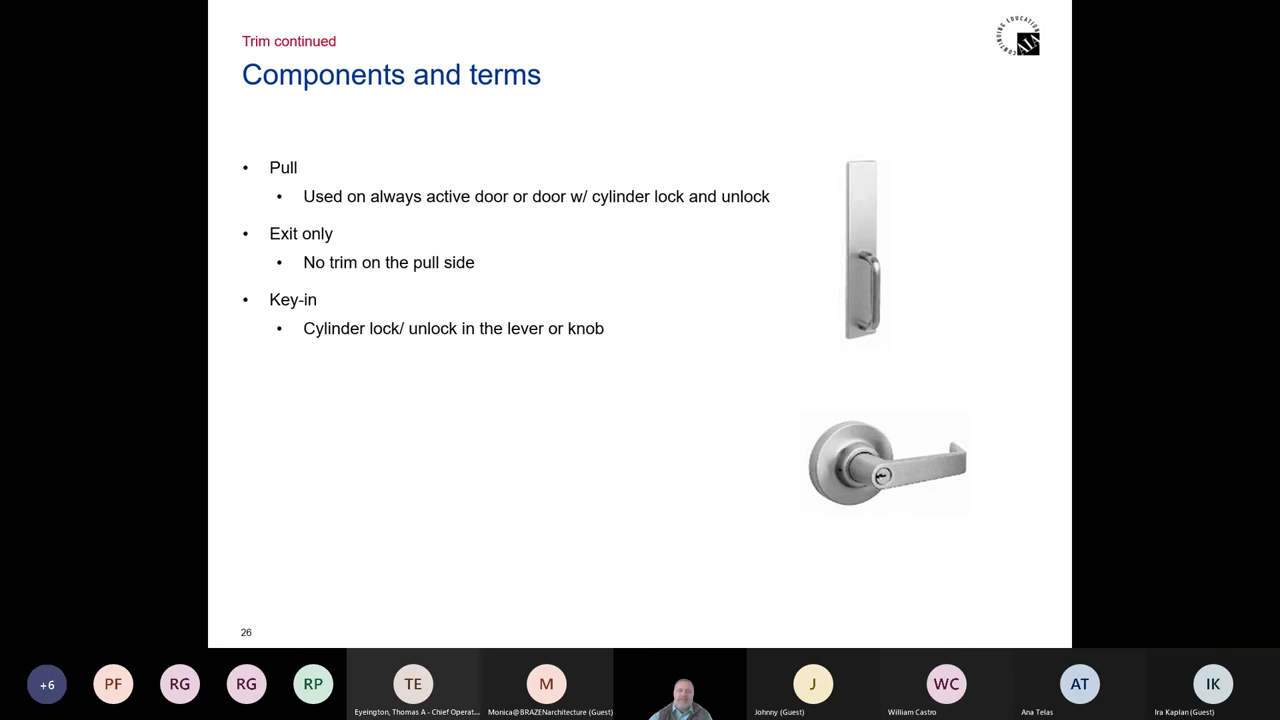 Trim continued
Components and terms
CONTINUING EDUCATION
AIA
• Pull
• Used on always active door or door w/ cylinder lock and unlock
• Exit only
• No trim on the pull side
• Key-in
• Cylinder lock/ unlock in the lever or knob
26
+6
PF
RG
RG
RP
TE
M
J
WC
AT
IK
Eyeington, Thomas A - Chief Operat...
Monica@BRAZENarchitecture (Guest)
Johnny (Guest)
William Castro
Ana Telas
Ira Kaplan (Guest)